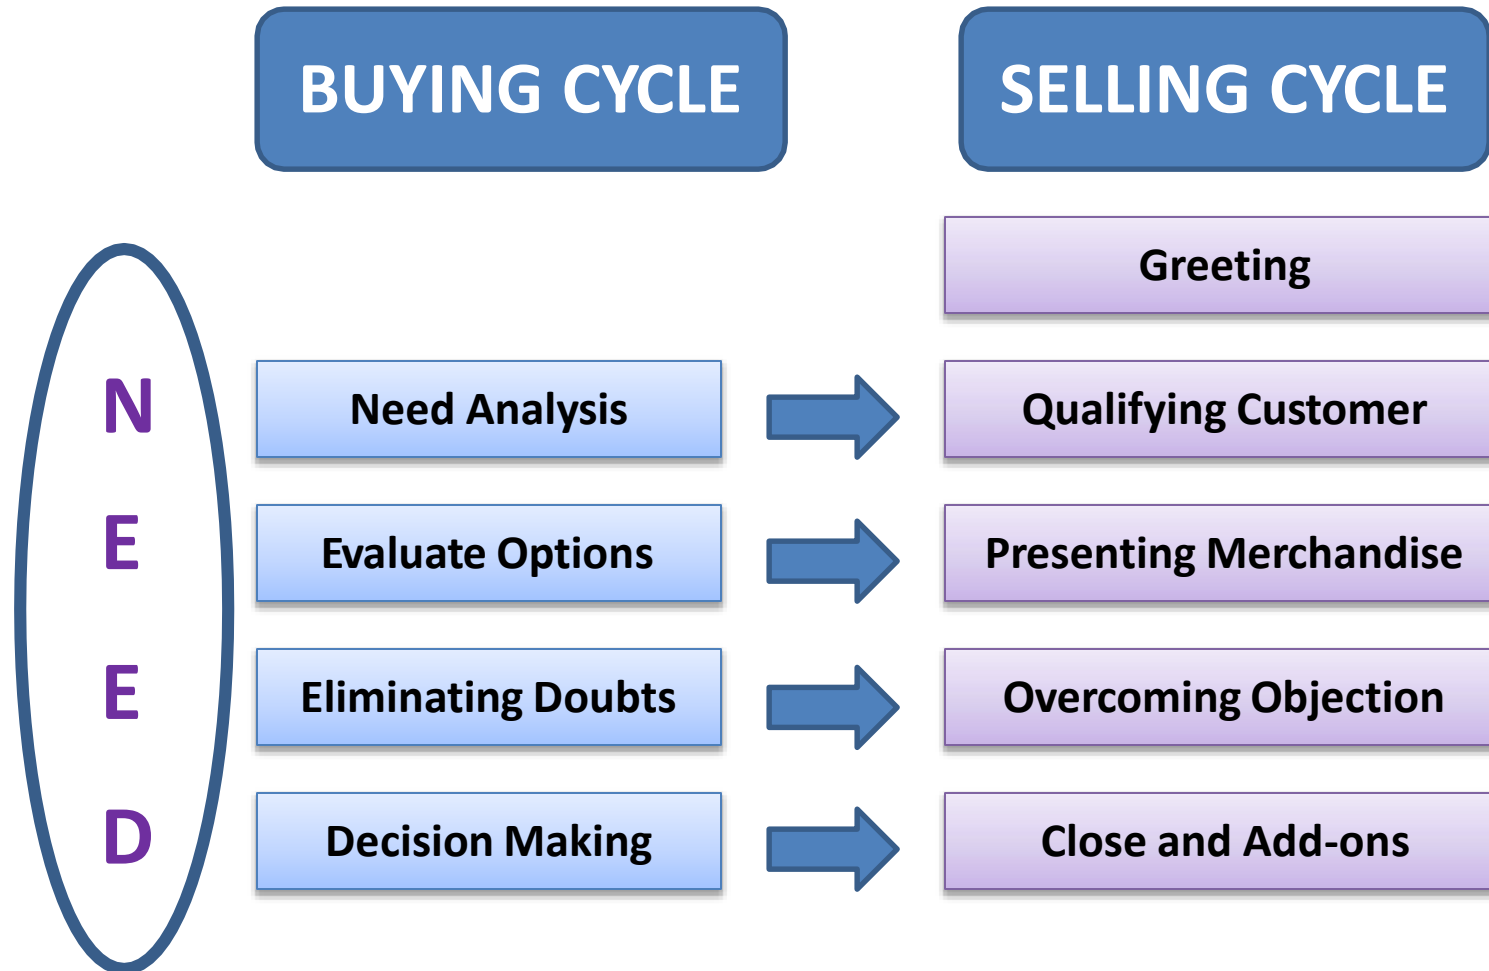 BUYING CYCLE
SELLING CYCLE
Greeting
N
Need Analysis
Qualifying Customer
E
Evaluate Options
Presenting Merchandise
E
Eliminating Doubts
Overcoming Objection
D
Decision Making
Close and Add-ons